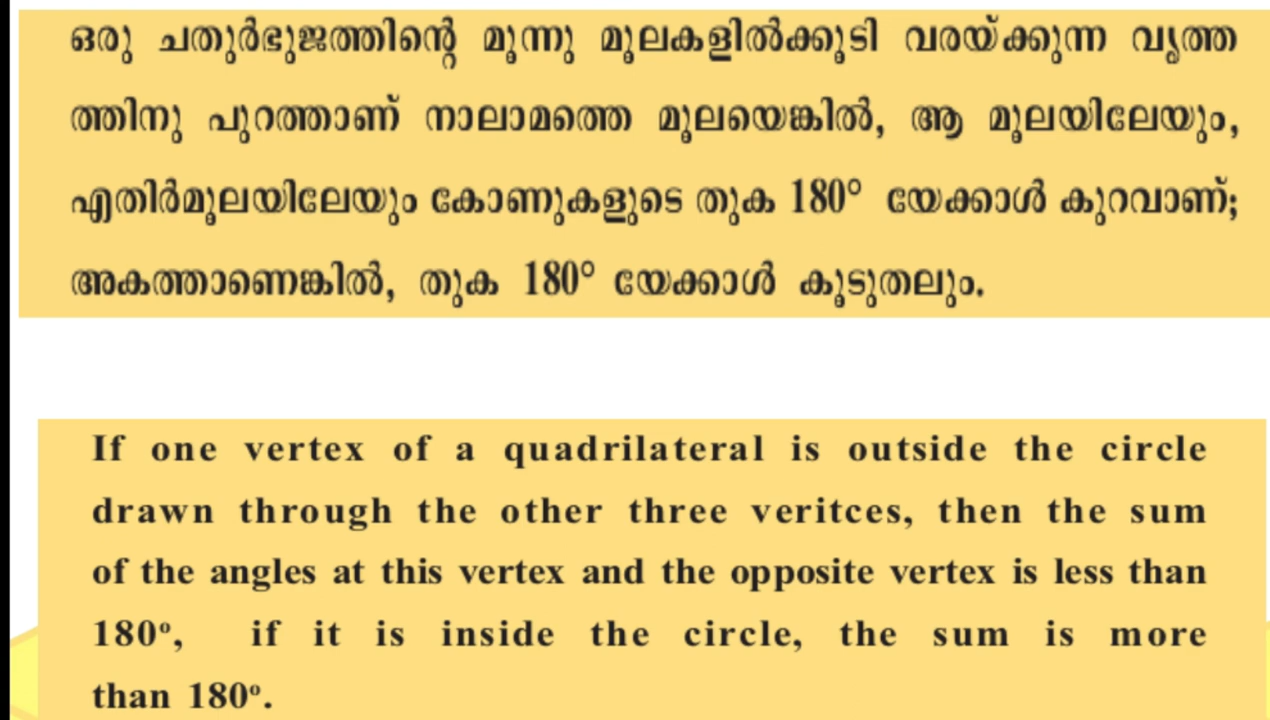 ഒരു ചതുർഭുജത്തിന്റെ മൂന്നു മൂലകളിൽക്കൂടി വരയ്ക്കുന്ന വൃത്ത
ത്തിനു പുറത്താണ് നാലാമത്തെ മൂലയെങ്കിൽ, ആ മൂലയിലേയും,
എതിർമൂലയിലേയും കോണുകളുടെ തുക 180° യേക്കാൾ കുറവാണ്;
അകത്താണെങ്കിൽ, തുക 180° യേക്കാൾ കൂടുതലും.
If one vertex of a quadrilateral is outside the circle
drawn through the other three veritces, then the sum
of the angles at this vertex and the opposite vertex is less than
180°, if it is inside the circle, the sum is more
than 180°.